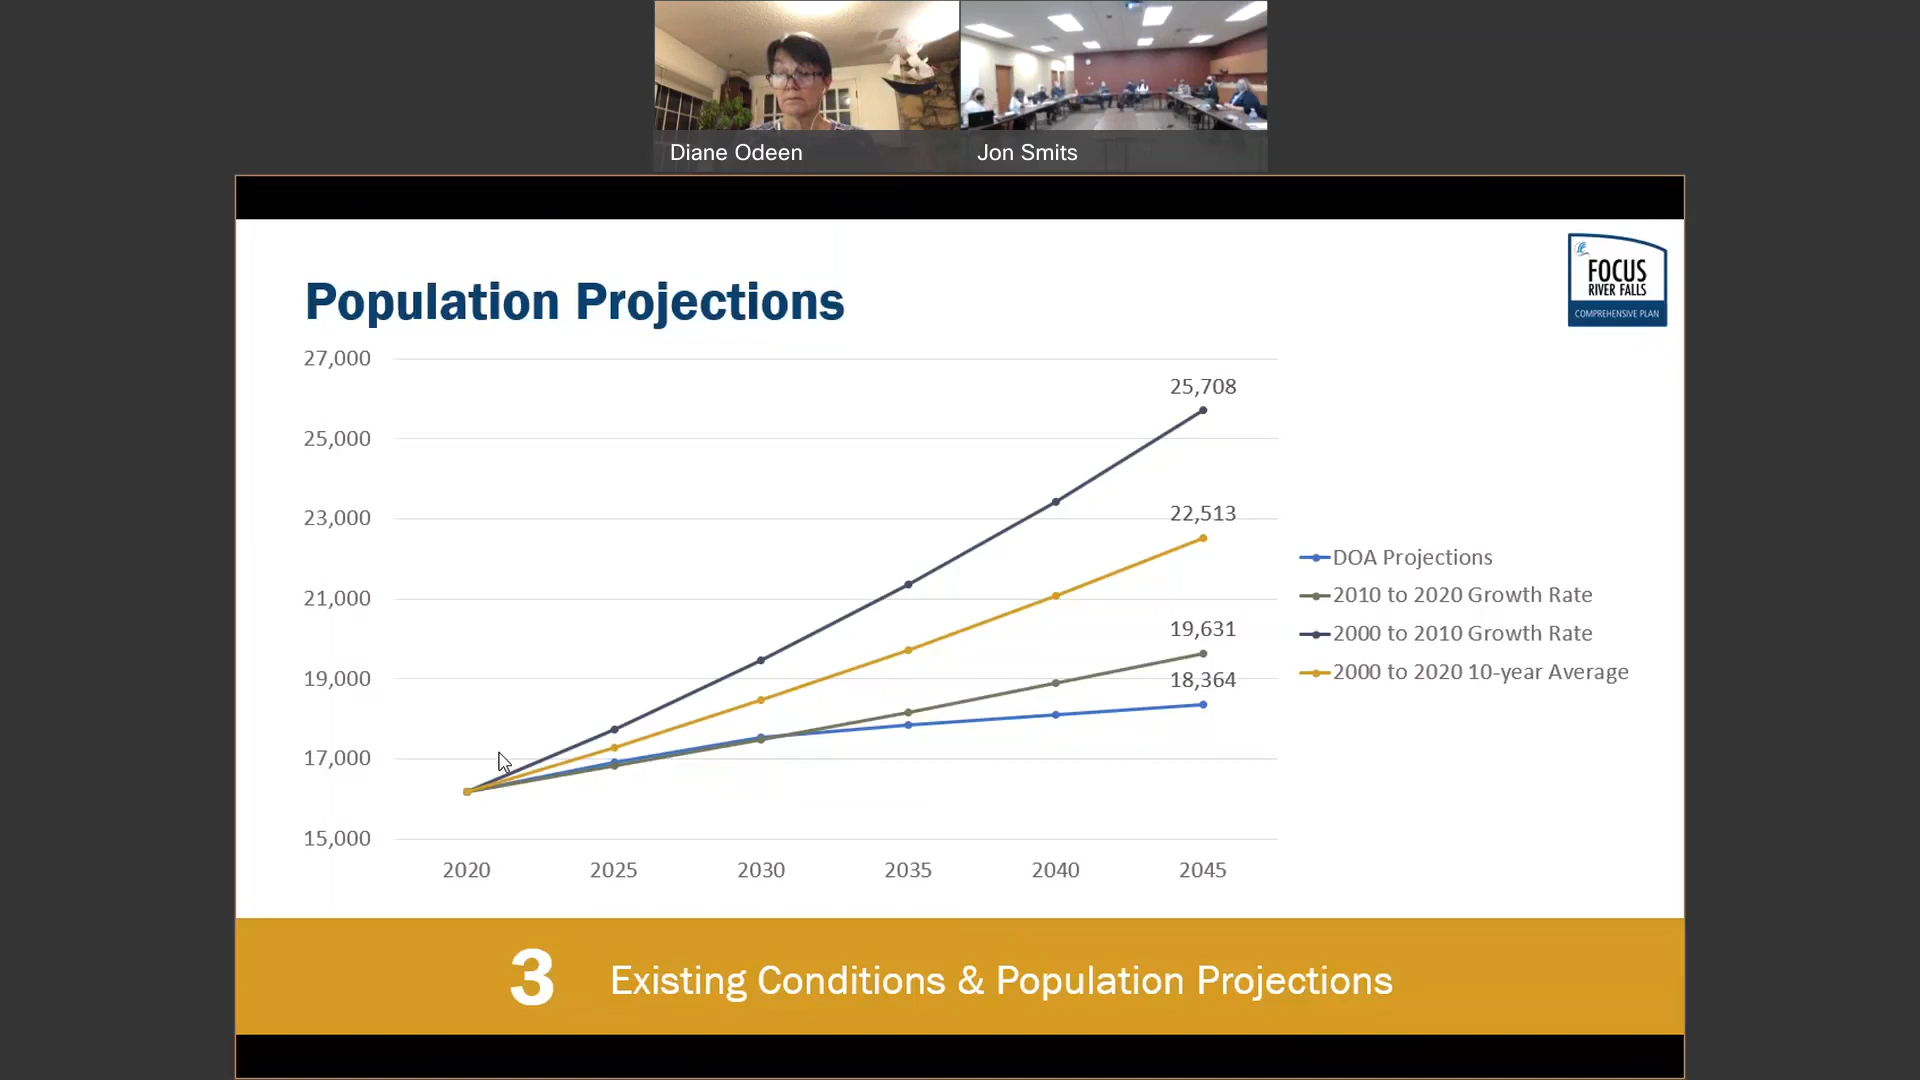 Diane Odeen
Jon Smits
FOCUS
RIVER FALLS
COMPREHENSIVE PLAN
Population Projections
27,000
25,000
23,000
21,000
19,000
17,000
15,000
25,708
22,513
19,631
18,364
2020 2025 2030 2035 2040 2045
DOA Projections
2010 to 2020 Growth Rate
2000 to 2010 Growth Rate
2000 to 2020 10-year Average
3 Existing Conditions & Population Projections